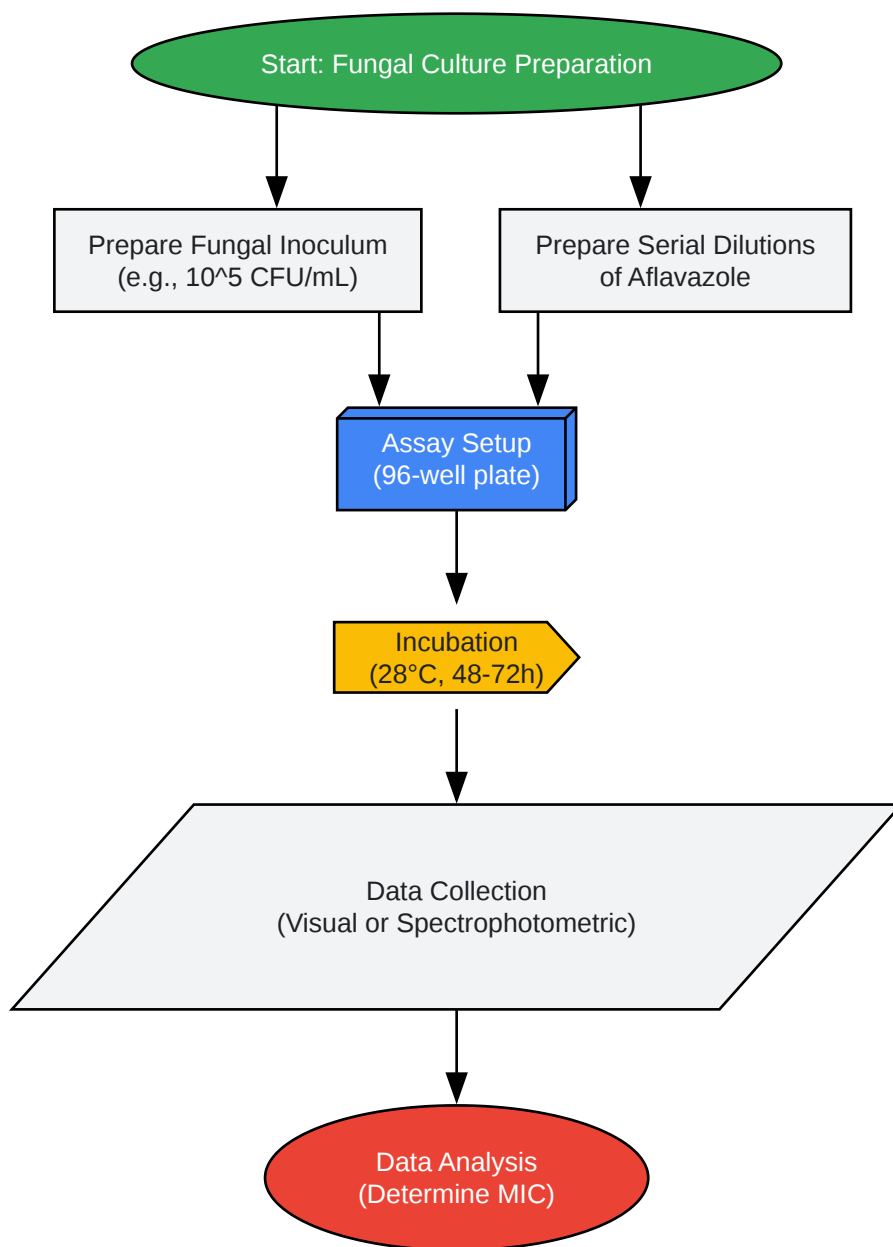 Start: Fungal Culture Preparation
Prepare Fungal Inoculum
(e.g., 10^5 CFU/mL)
Prepare Serial Dilutions
of Aflavazole
Assay Setup
(96-well plate)
Incubation
(28°C, 48-72h)
Data Collection
(Visual or Spectrophotometric)
Data Analysis
(Determine MIC)